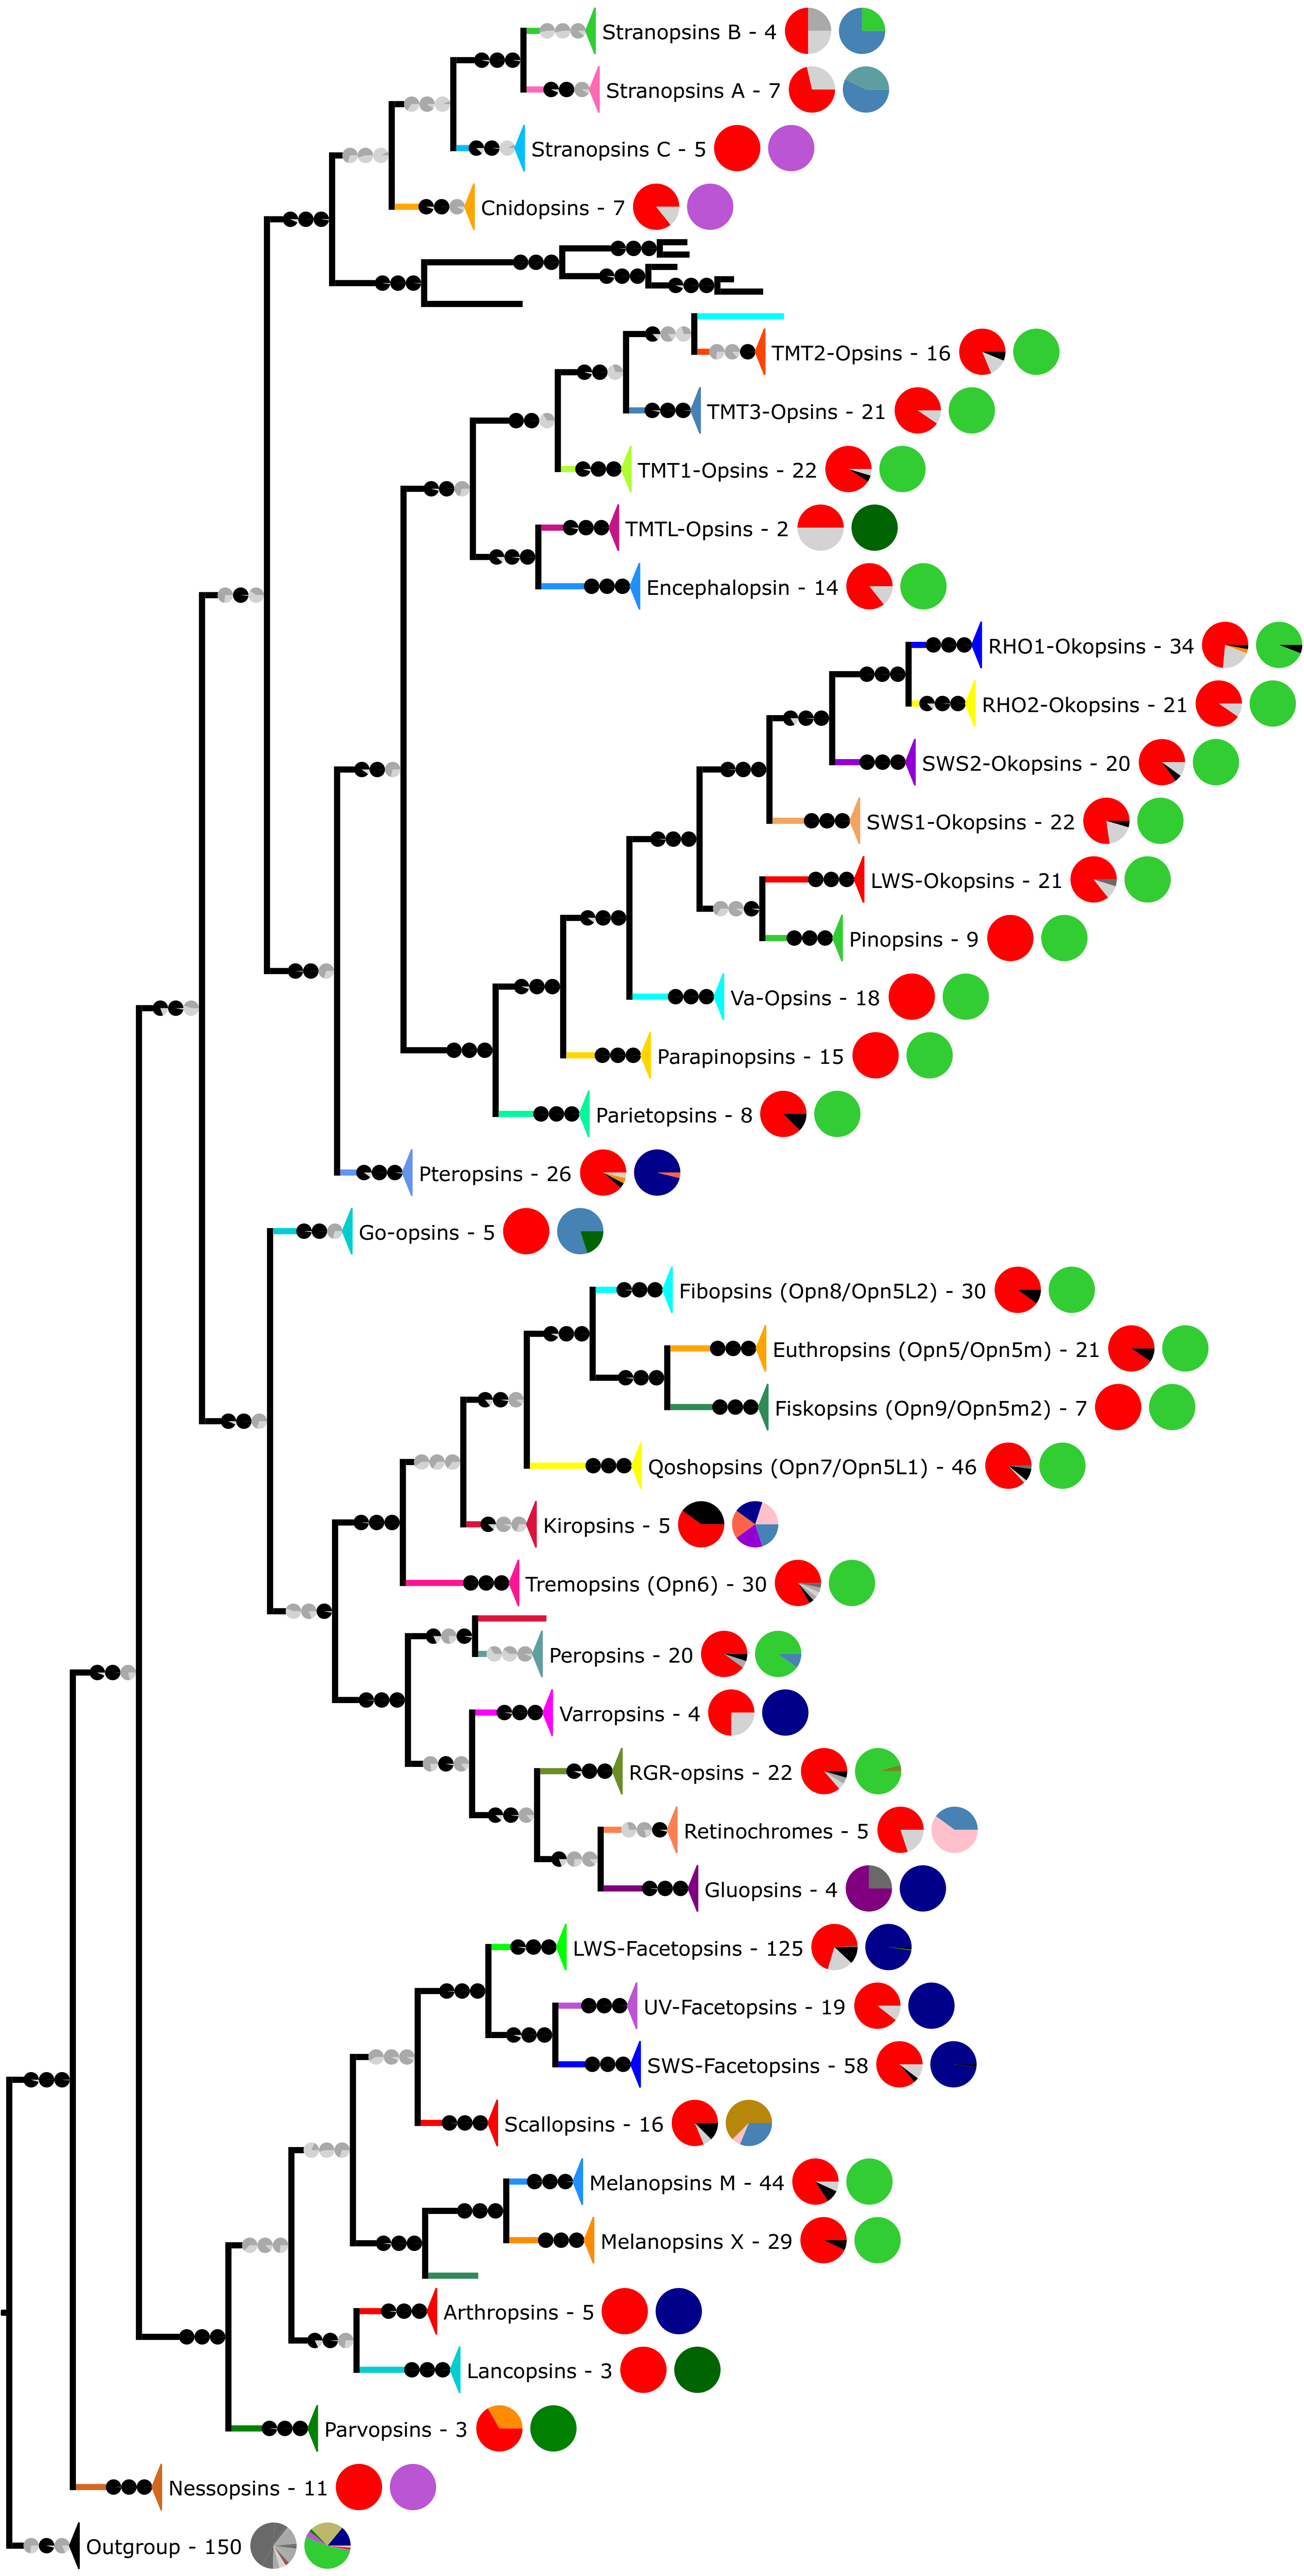 Stranopsins B - 4
Stranopsins A - 7
Stranopsins C - 5
Cnidopsins - 7
TMT2-Opsins - 16
TMT3-Opsins - 21
TMT1-Opsins - 22
TMTL-Opsins - 2
Encephalopsin - 14
RHO1-Okopsins - 34
RHO2-Okopsins - 21
SWS2-Okopsins - 20
SWS1-Okopsins - 22
LWS-Okopsins - 21
Pinopsins - 9
Va-Opsins - 18
Parapinopsins - 15
Parietopsins - 8
Pteropsins - 26
Go-opsins - 5
Fibopsins (Opn8/Opn5L2) - 30
Euthropsins (Opn5/Opn5m) - 21
Fiskopsins (Opn9/Opn5m2) - 7
Qoshopsins (Opn7/Opn5L1) - 46
Kiropsins - 5
Tremopsins (Opn6) - 30
Peropsins - 20
Varropsins - 4
RGR-opsins - 22
Retinochromes - 5
Gluopsins - 4
LWS-Facetopsins - 125
UV-Facetopsins - 19
SWS-Facetopsins - 58
Scallopsins - 16
Melanopsins M - 44
Melanopsins X - 29
Arthropsins - 5
Lancopsins - 3
Parvopsins - 3
Nessopsins - 11
Outgroup - 150